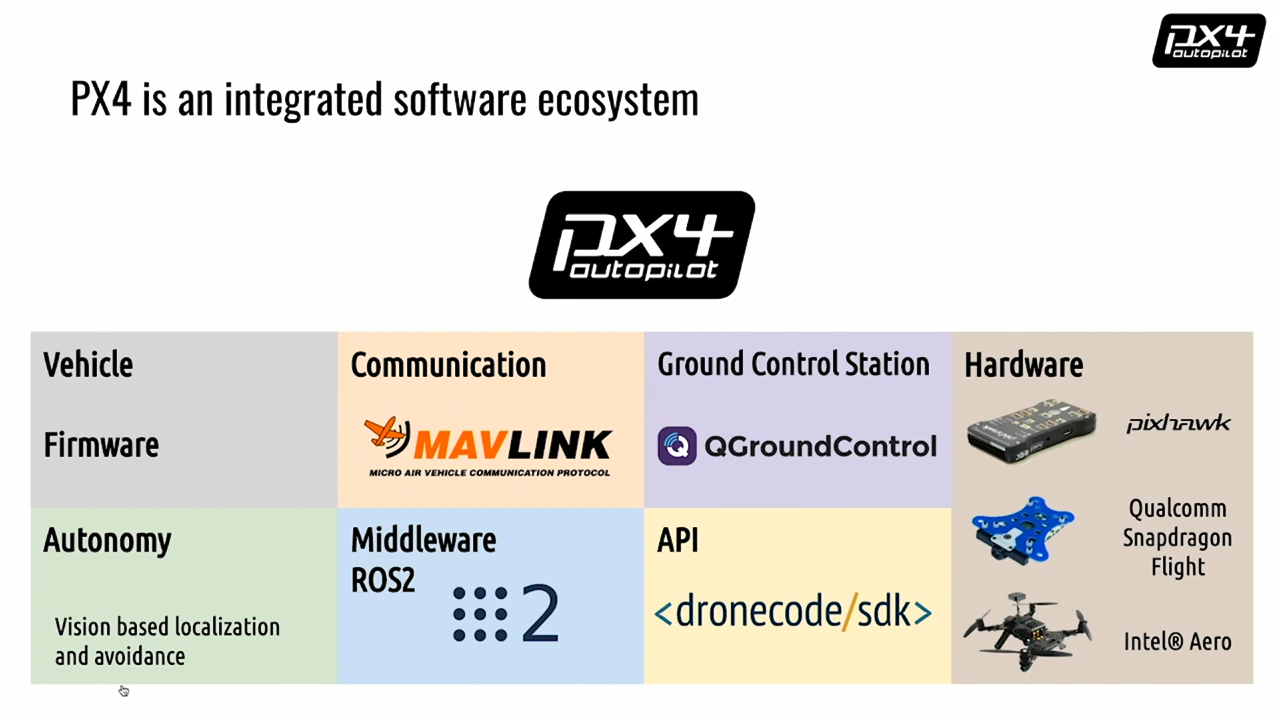 px4
autopilot
PX4 is an integrated software ecosystem
px4
autopilot
Vehicle
Firmware
Communication
MAVLINK
MICRO AIR VEHICLE COMMUNICATION PROTOCOL
Ground Control Station
QGroundControl
Hardware
pixhawk
Qualcomm
Snapdragon
Flight
Intel® Aero
Autonomy
Vision based localization
and avoidance
Middleware
ROS2
2
API
<dronecode/sdk>